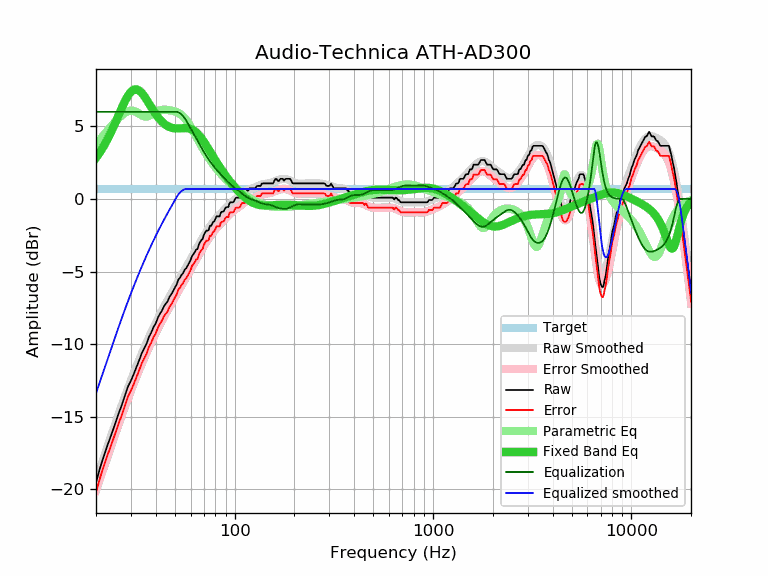 Audio-Technica ATH-AD300
Amplitude (dBr)
5
0
−5
−10
−15
−20
Target
Raw Smoothed
Error Smoothed
Raw
Error
Parametric Eq
Fixed Band Eq
Equalization
Equalized smoothed
100
1000
10000
Frequency (Hz)